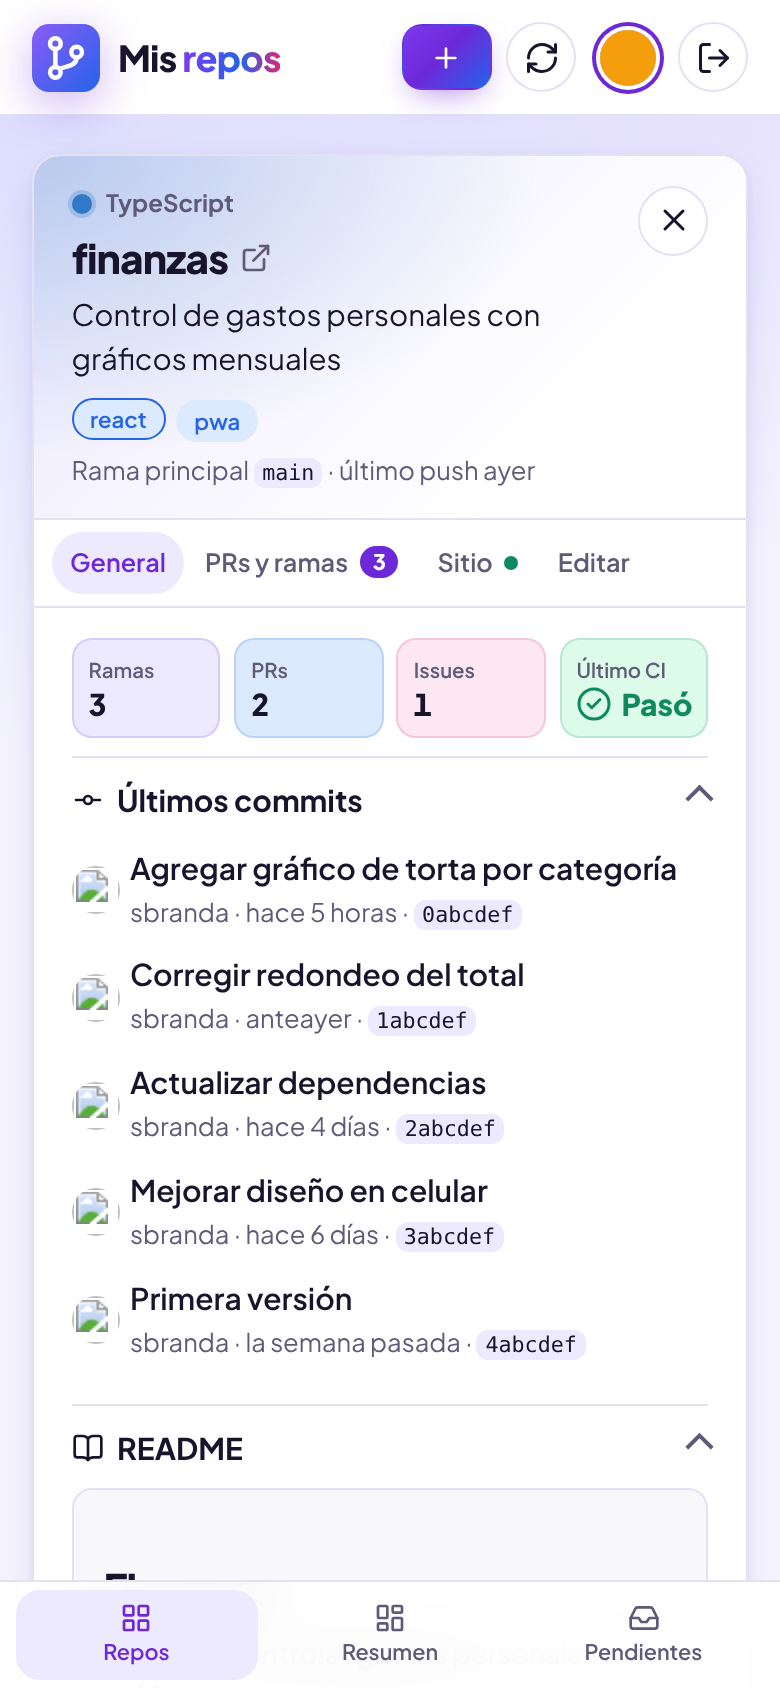 Mis repos
TypeScript
finanzas
Control de gastos personales con
gráficos mensuales
react pwa
Rama principal main · último push ayer
General PRs y ramas 3 Sitio Editar
Ramas PRs Issues Último CI
3 2 1 Pasó
Últimos commits
Agregar gráfico de torta por categoría
sbranda · hace 5 horas · 0abcdef
Corregir redondeo del total
sbranda · anteayer · 1abcdef
Actualizar dependencias
sbranda · hace 4 días · 2abcdef
Mejorar diseño en celular
sbranda · hace 6 días · 3abcdef
Primera versión
sbranda · la semana pasada · 4abcdef
README
Repos Resumen Pendientes